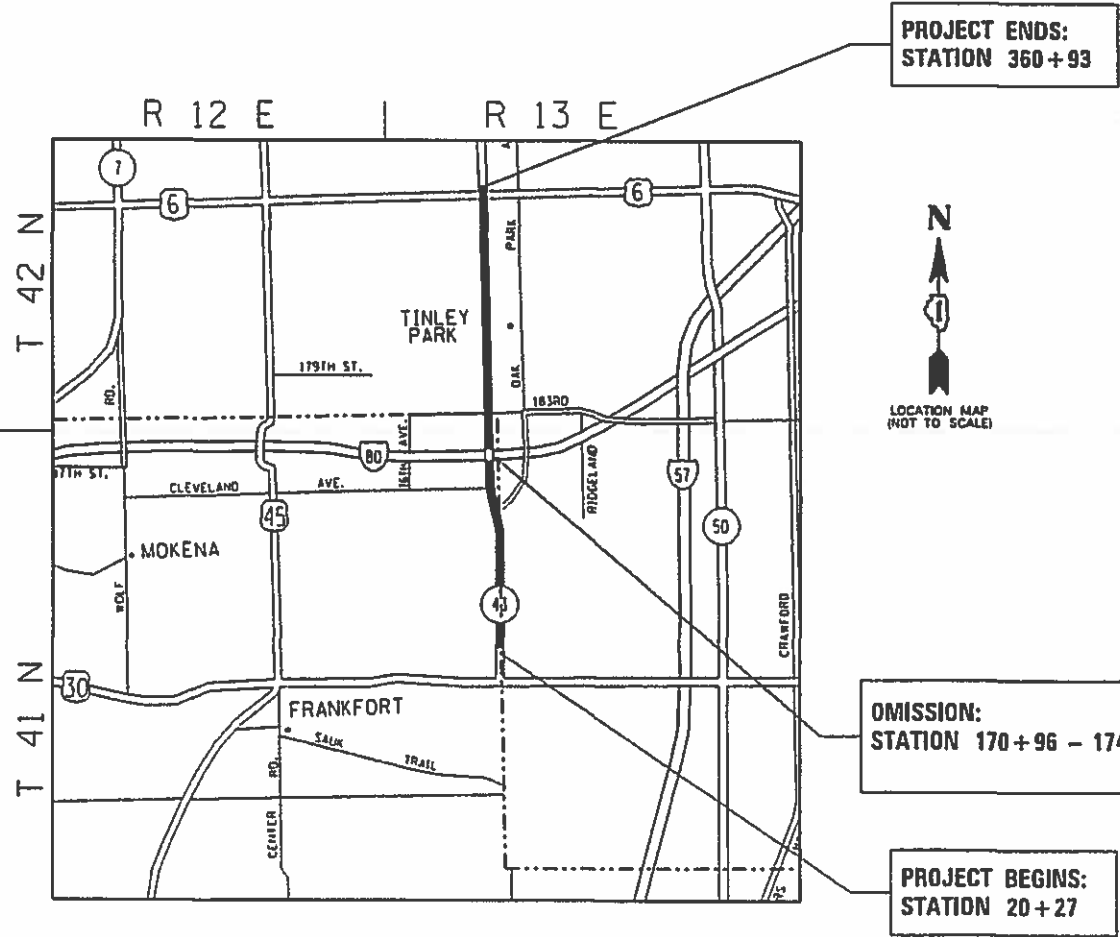 PROJECT ENDS:
STATION 360+93
R 12 E
R 13 E
T 42 N
T 41 N
7
6
6
PARK
OAK
N
TINLEY
PARK
179TH ST.
183RD
LOCATION MAP
(NOT TO SCALE)
RD.
AVE.
80
RIDGELAND
57
50
CLEVELAND AVE.
45
MOKENA
WOLF
43
CRAWFORD
30
FRANKFORT
TRAIL
RD.
CENTER
OMISSION:
STATION 170+96 - 174
PROJECT BEGINS:
STATION 20+27